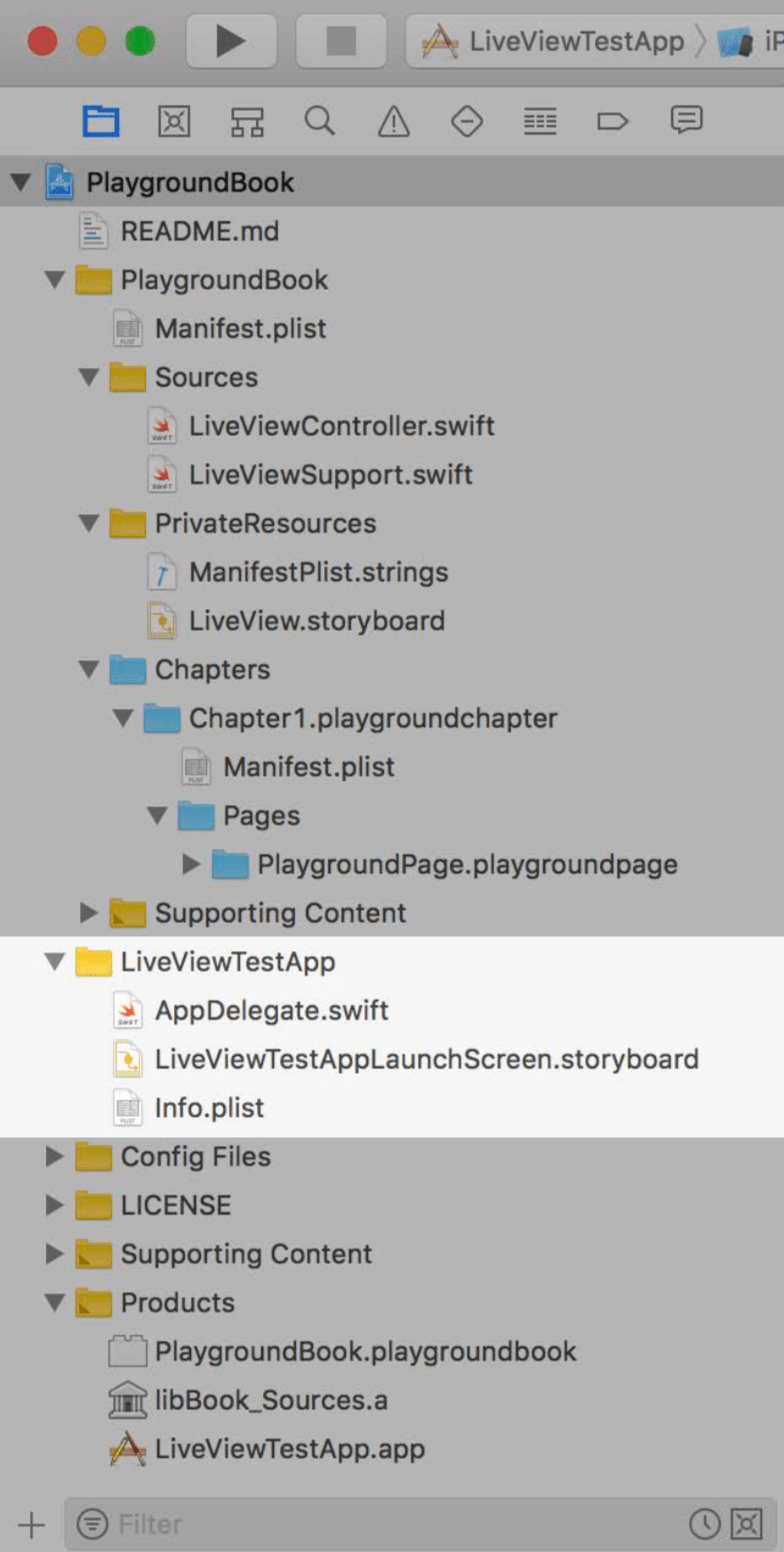 LiveViewTestApp
iP
PlaygroundBook
README.md
PlaygroundBook
Manifest.plist
Sources
LiveViewController.swift
LiveViewSupport.swift
PrivateResources
ManifestPlist.strings
LiveView.storyboard
Chapters
Chapter1.playgroundchapter
Manifest.plist
Pages
PlaygroundPage.playgroundpage
Supporting Content
LiveViewTestApp
AppDelegate.swift
LiveViewTestAppLaunchScreen.storyboard
Info.plist
Config Files
LICENSE
Supporting Content
Products
PlaygroundBook.playgroundbook
libBook_Sources.a
LiveViewTestApp.app
Filter